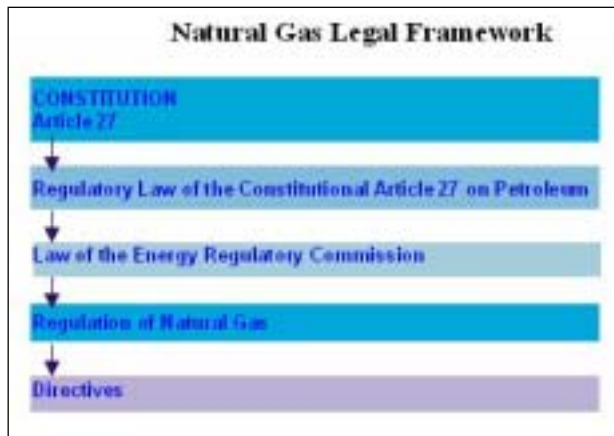 Natural Gas Legal Framework
CONSTITUTION
Article 27
Regulatory Law of the Constitutional Article 27 on Petroleum
Law of the Energy Regulatory Commission
Regulation of Natural Gas
Directives